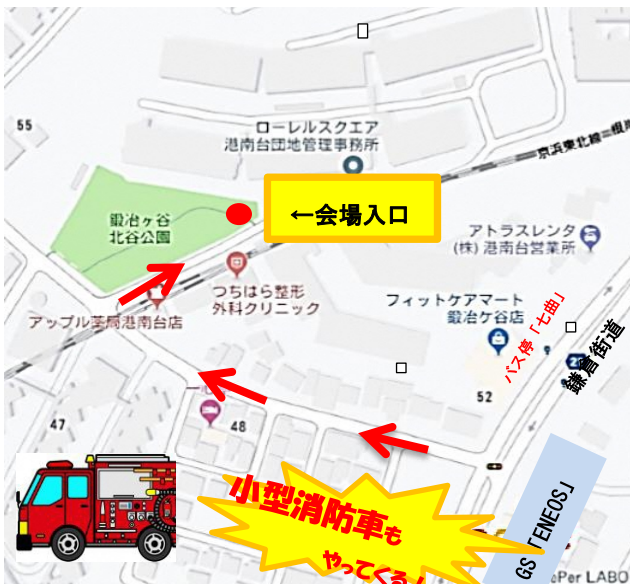 55
ローレルスクエア
港南台団地管理事務所
京浜東北線=根岸
←会場入口
鍛冶ヶ谷
北谷公園
アトラスレンタ
(株) 港南台営業所
つちはら整形
外科クリニック
アップル薬局港南台店
フィットケアマート
鍛冶ケ谷店
バス停「七曲」
鎌倉街道
52
47
48
小型消防車も
やってくる!
GS「ENEOS」
ePer LABO